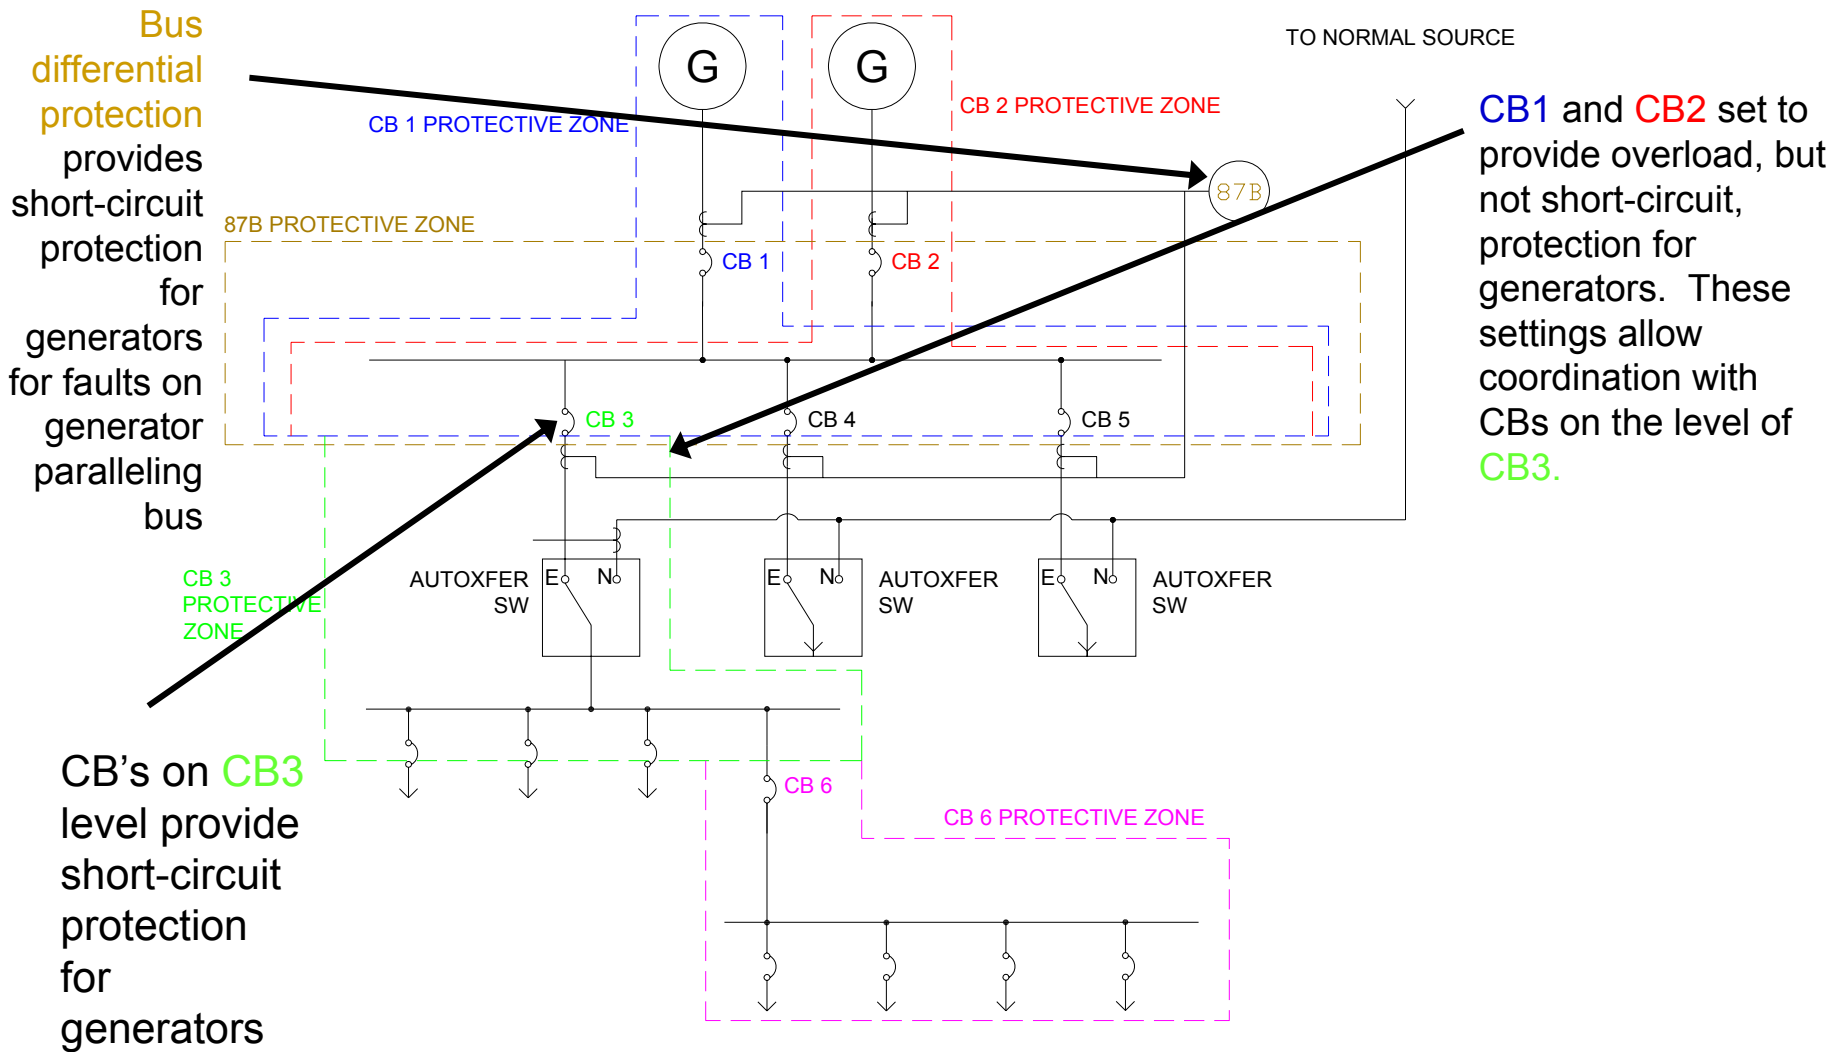 Bus
differential
protection
provides
short-circuit
protection
for
generators
for faults on
generator
paralleling
bus
G
G
TO NORMAL SOURCE
CB 1 PROTECTIVE ZONE
CB 2 PROTECTIVE ZONE
87B
87B PROTECTIVE ZONE
CB 1
CB 2
CB1 and CB2 set to
provide overload, but
not short-circuit,
protection for
generators. These
settings allow
coordination with
CBs on the level of
CB3.
CB 3
CB 4
CB 5
CB 3
PROTECTIVE
ZONE
AUTOXFER
SW
E
N
E
N
AUTOXFER
SW
E
N
AUTOXFER
SW
CB's on CB3
level provide
short-circuit
protection
for
generators
CB 6
CB 6 PROTECTIVE ZONE